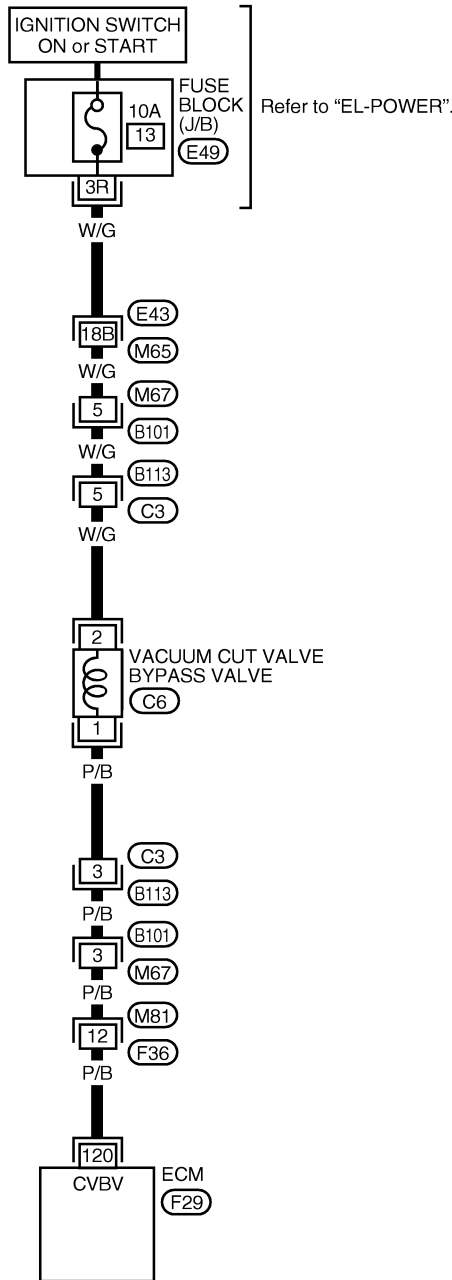 IGNITION SWITCH
ON or START
FUSE
BLOCK
(J/B)
10A
13
E49
Refer to “EL-POWER”.
3R
W/G
E43
18B
M65
W/G
M67
5
B101
W/G
B113
5
C3
W/G
2
VACUUM CUT VALVE
BYPASS VALVE
C6
1
P/B
C3
3
B113
P/B
B101
3
M67
P/B
M81
12
F36
P/B
120
CVBV
ECM
F29